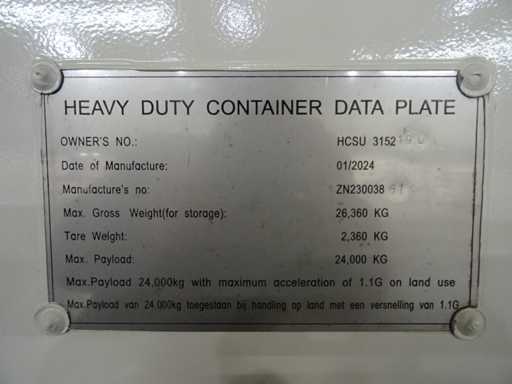 HEAVY DUTY CONTAINER DATA PLATE
OWNER'S NO.: HCSU 3152
Date of Manufacture: 01/2024
Manufacture's no: ZN230038
Max. Gross Weight(for storage): 26,360 KG
Tare Weight: 2,360 KG
Max. Payload: 24,000 KG
Max.Payload 24,000kg with maximum acceleration of 1.1G on land use
Max.Payload van 24,000kg toegestaan bij handling op land met een versnelling van 1.1G